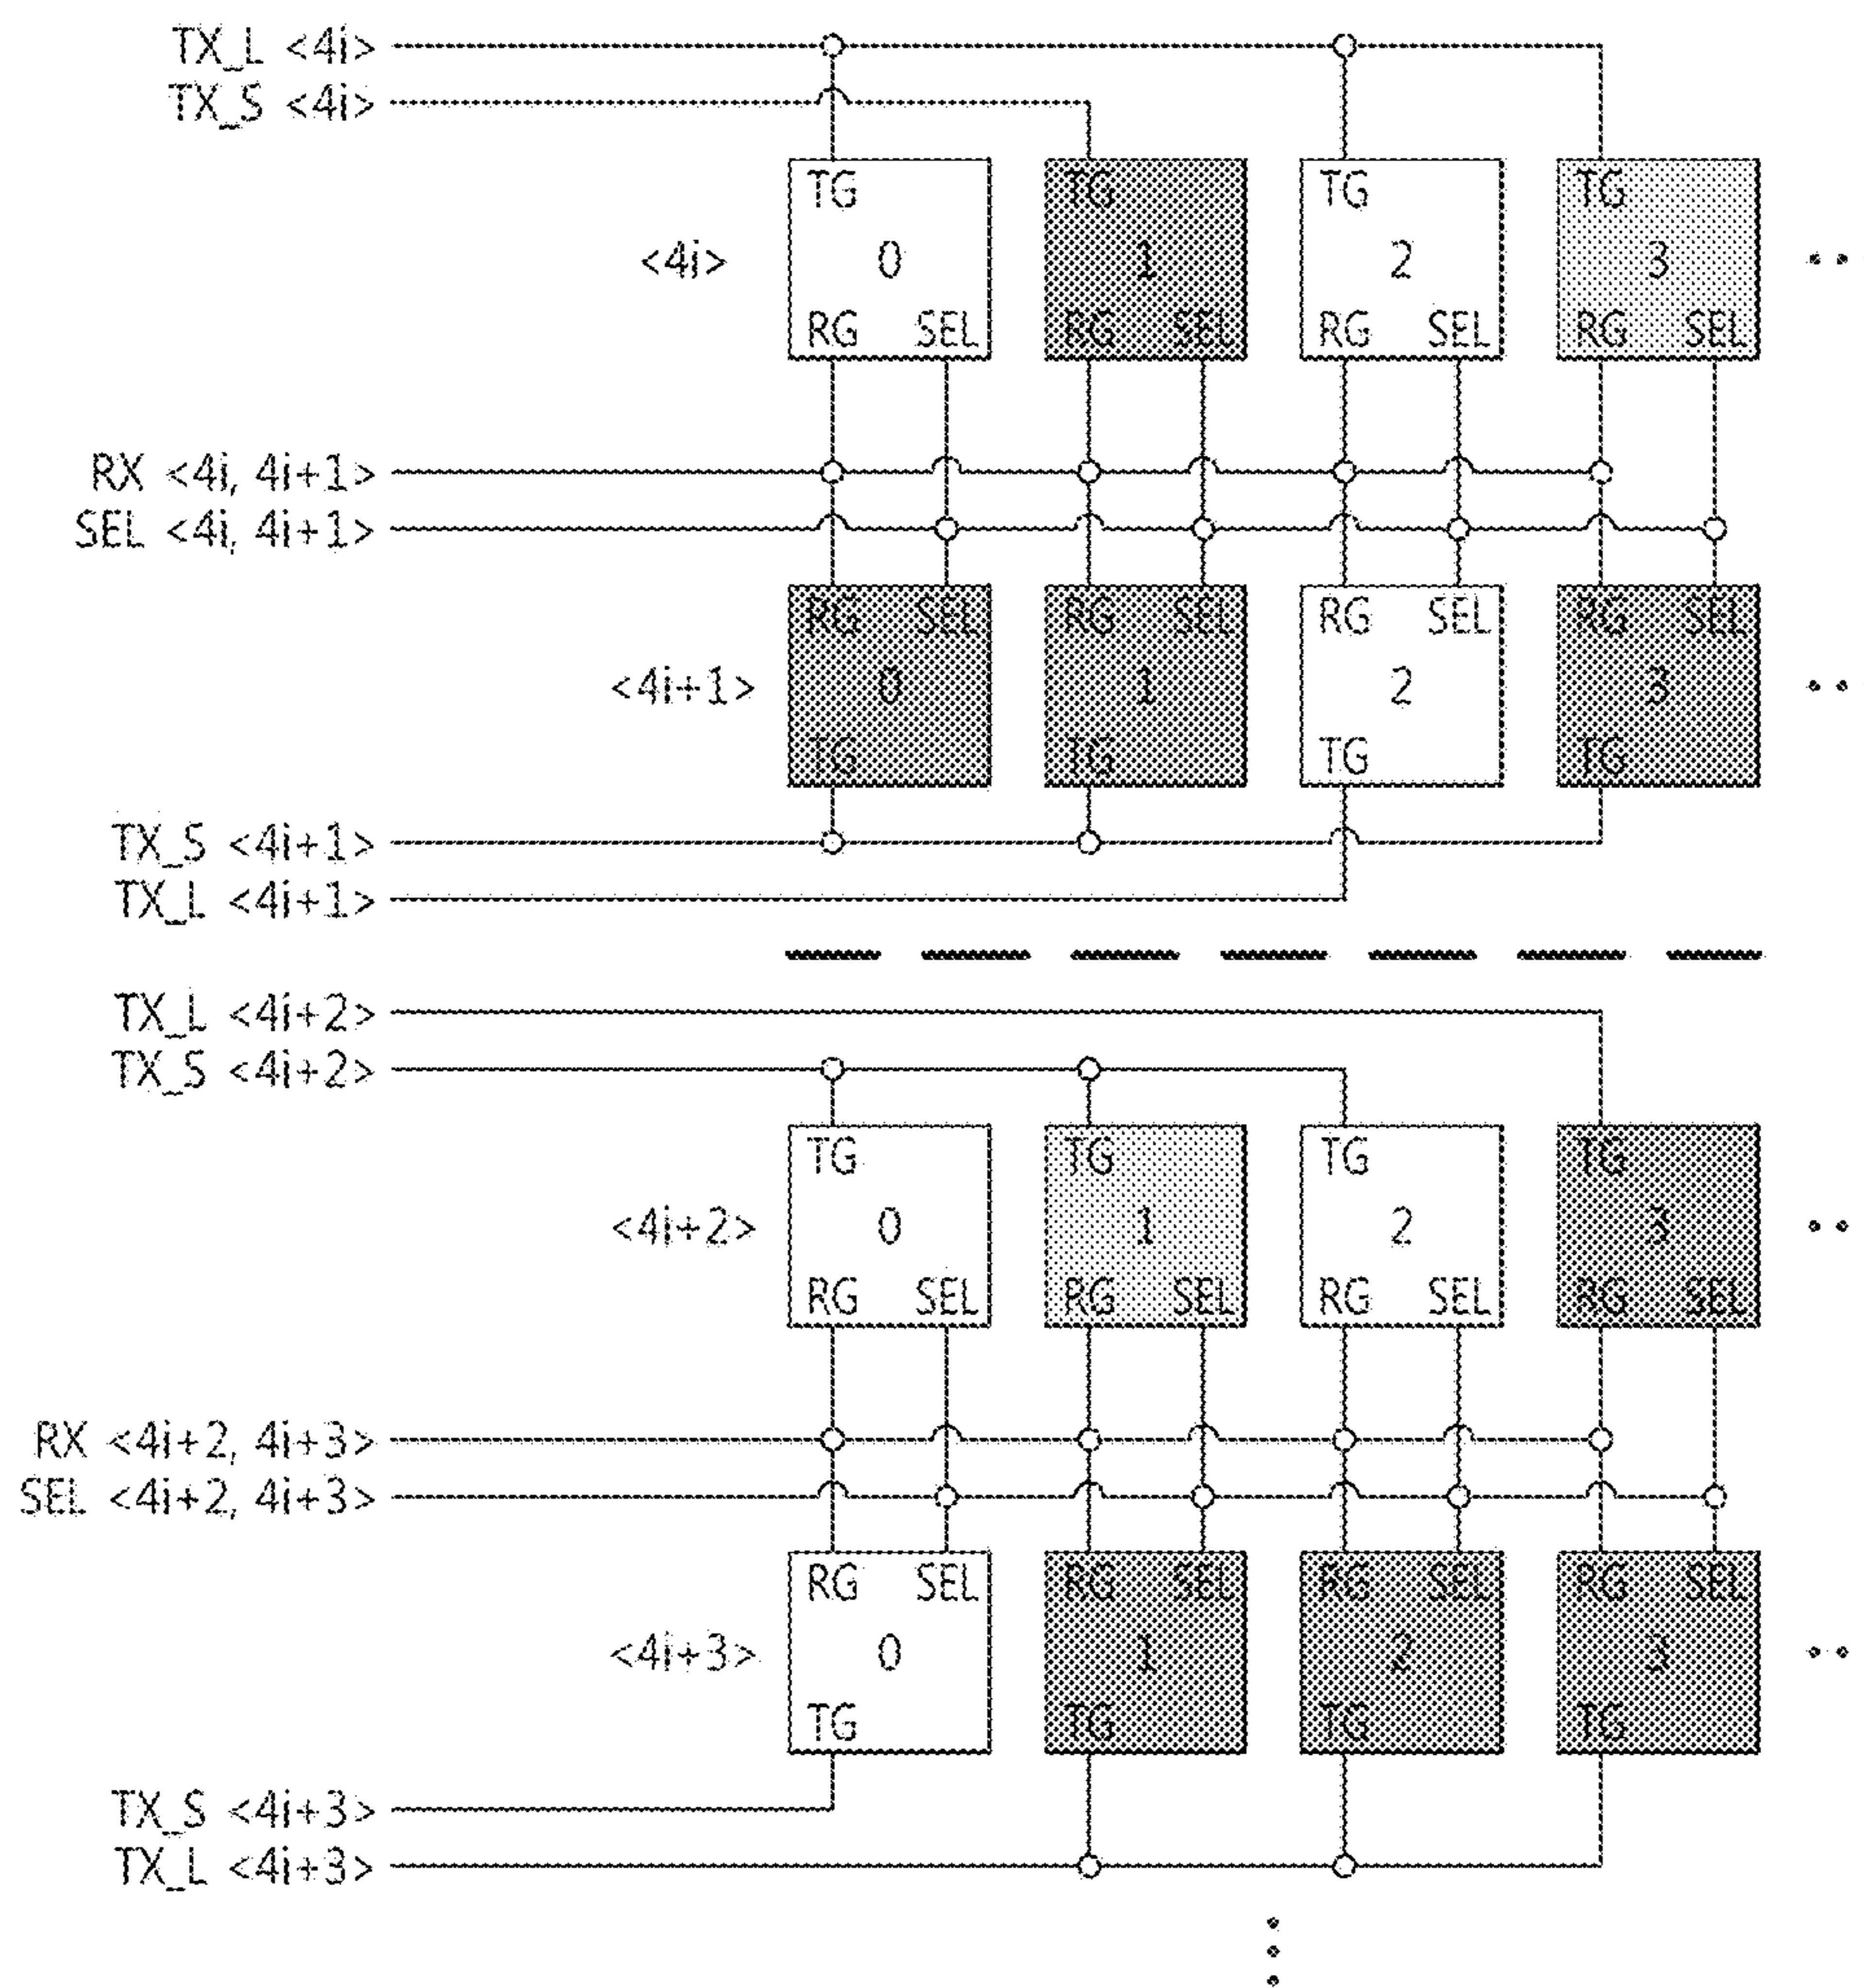 TX_L <4i>
TX_S <4i>
TG TG TG TG
<4i> 0 1 2 3
RG SEL RG SEL RG SEL RG SEL
RX <4i, 4i+1>
SEL <4i, 4i+1>
RG SEL RG SEL RG SEL RG SEL
<4i+1> 0 1 2 3
TG TG TG TG
TX_S <4i+1>
TX_L <4i+1>
TX_L <4i+2>
TX_S <4i+2>
TG TG TG TG
<4i+2> 0 1 2 3
RG SEL RG SEL RG SEL RG SEL
RX <4i+2, 4i+3>
SEL <4i+2, 4i+3>
RG SEL RG SEL RG SEL RG SEL
<4i+3> 0 1 2 3
TG TG TG TG
TX_S <4i+3>
TX_L <4i+3>